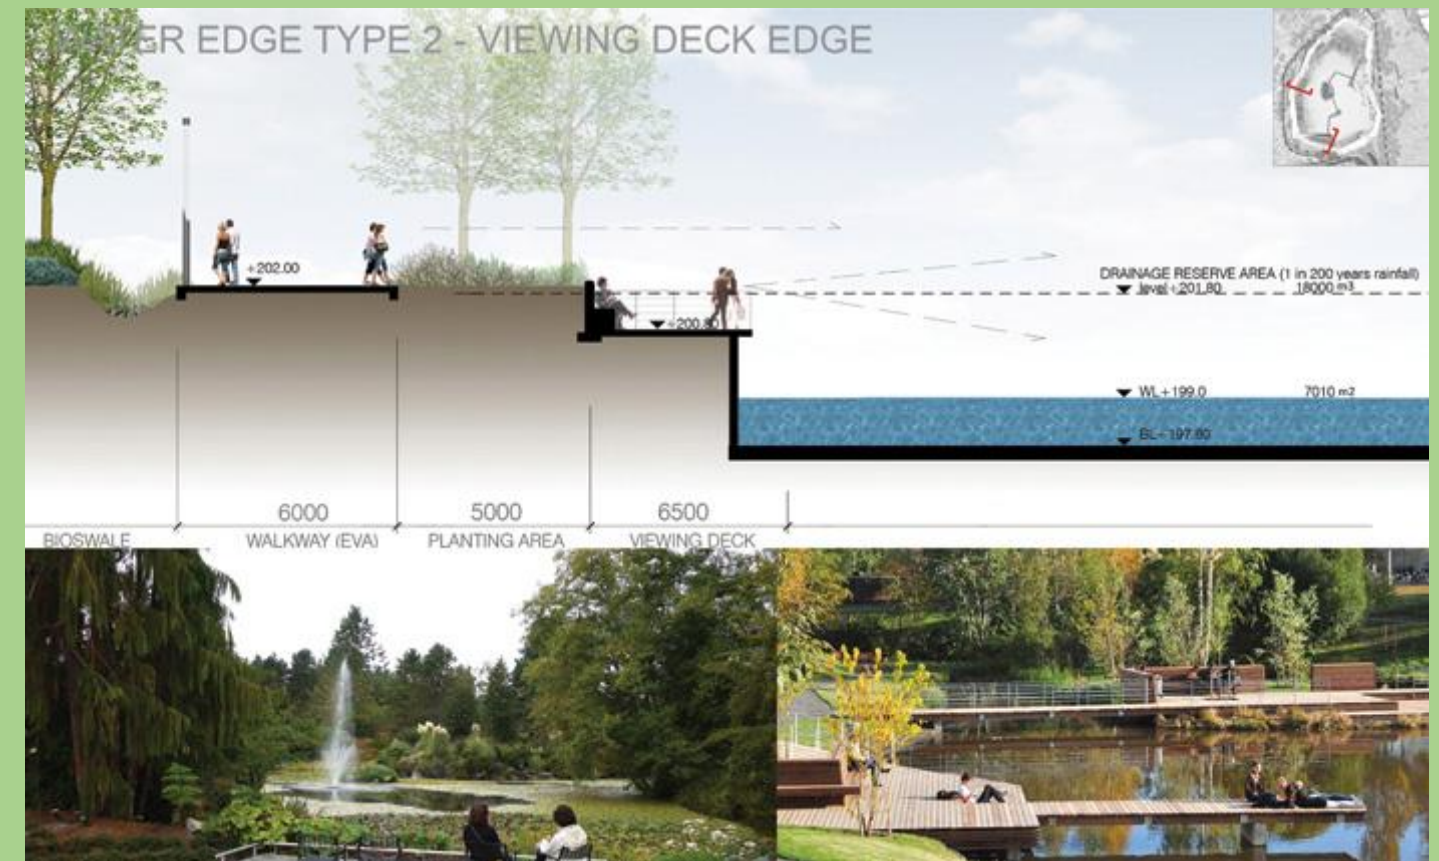 ER EDGE TYPE 2 - VIEWING DECK EDGE
+202.00
DRAINAGE RESERVE AREA (1 in 200 years rainfall)
level+201.80 18000 m3
WL+199.0 7010 m2
BL+197.60
6000 5000 6500
BIOSWALE WALKWAY (EVA) PLANTING AREA VIEWING DECK